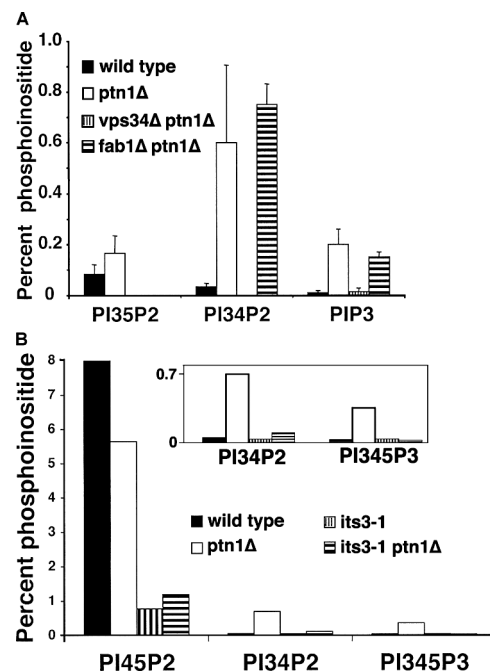 A
Percent phosphoinositide
1.0
0.8
0.6
0.4
0.2
0
wild type
ptn1Δ
vps34Δ ptn1Δ
fab1Δ ptn1Δ
PI35P2 PI34P2 PIP3
B
Percent phosphoinositide
8
7
6
5
4
3
2
1
0
0.7
0
PI34P2 PI345P3
wild type its3-1
ptn1Δ its3-1 ptn1Δ
PI45P2 PI34P2 PI345P3